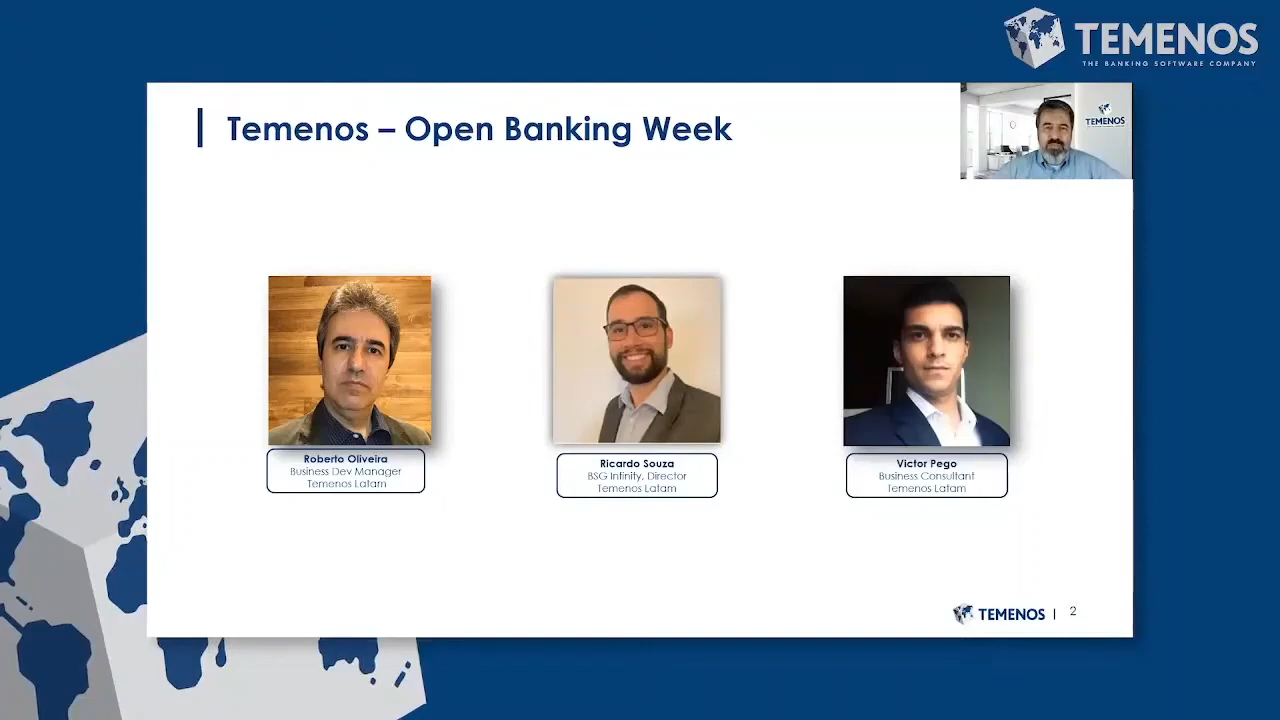 TEMENOS
THE BANKING SOFTWARE COMPANY
Temenos – Open Banking Week
TEMENOS
Roberto Oliveira
Business Dev Manager
Temenos Latam
Ricardo Souza
BSG Infinity, Director
Temenos Latam
Victor Pego
Business Consultant
Temenos Latam
TEMENOS | 2